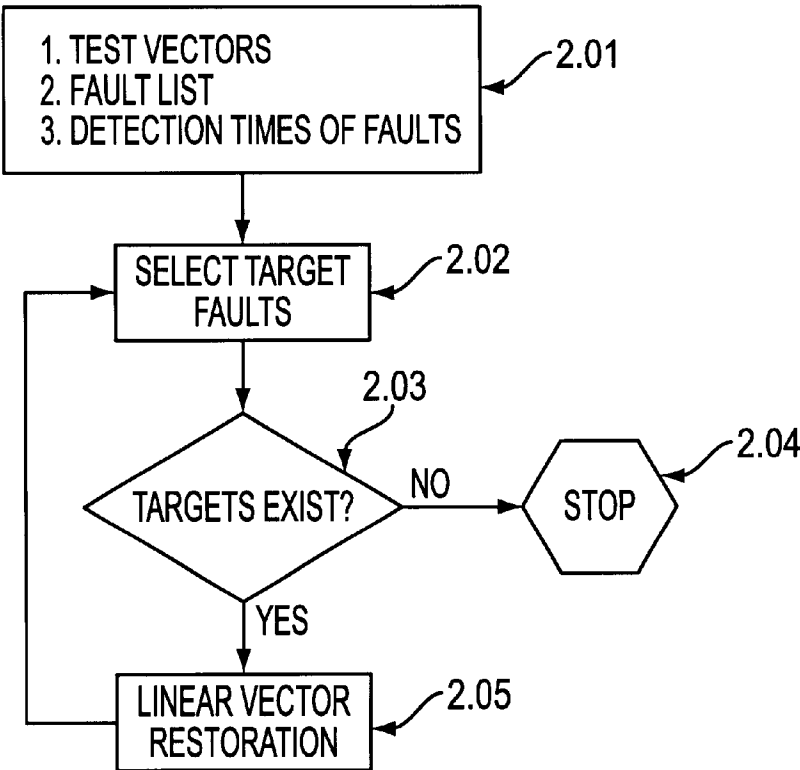 1. TEST VECTORS
2. FAULT LIST
3. DETECTION TIMES OF FAULTS
2.01
SELECT TARGET
FAULTS
2.02
TARGETS EXIST?
2.03
NO
STOP
2.04
YES
LINEAR VECTOR
RESTORATION
2.05